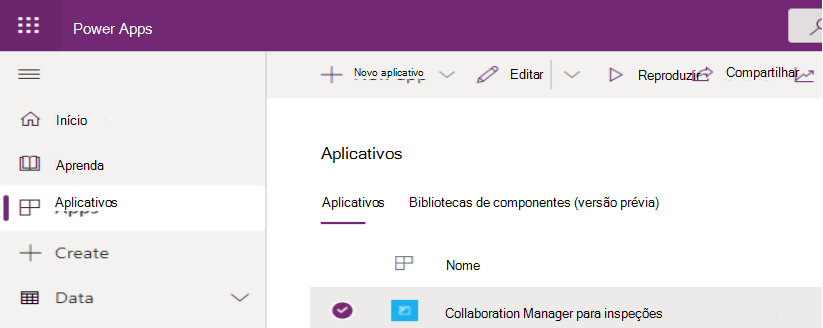 Power Apps
Novo aplicativo Editar Reproduzir Compartilhar
Início
Aprenda
Aplicativos
Create
Data
Aplicativos
Aplicativos Bibliotecas de componentes (versão prévia)
Nome
Collaboration Manager para inspeções